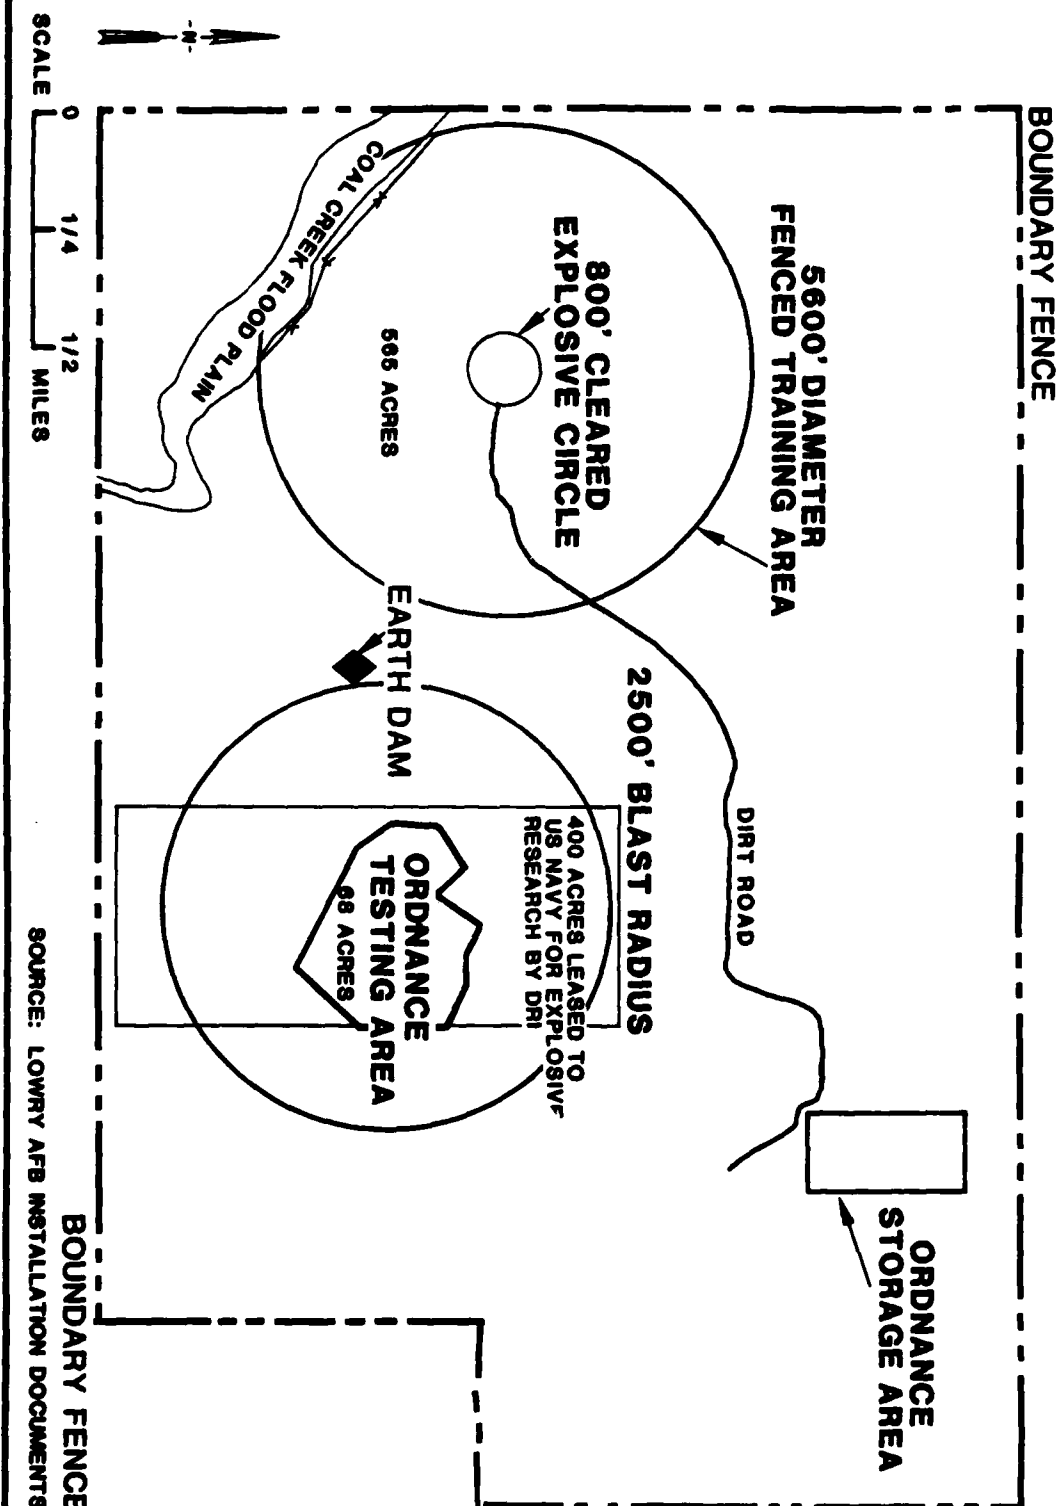 BOUNDARY FENCE
5600' DIAMETER
FENCED TRAINING AREA
800' CLEARED
EXPLOSIVE CIRCLE
565 ACRES
COAL CREEK FLOOD PLAIN
EARTH DAM
2500' BLAST RADIUS
DIRT ROAD
400 ACRES LEASED TO
US NAVY FOR EXPLOSIVE
RESEARCH BY DRI
ORDNANCE
TESTING AREA
68 ACRES
ORDNANCE
STORAGE AREA
BOUNDARY FENCE
-N-
SCALE 0 1/4 1/2 MILES
SOURCE: LOWRY AFB INSTALLATION DOCUMENTS